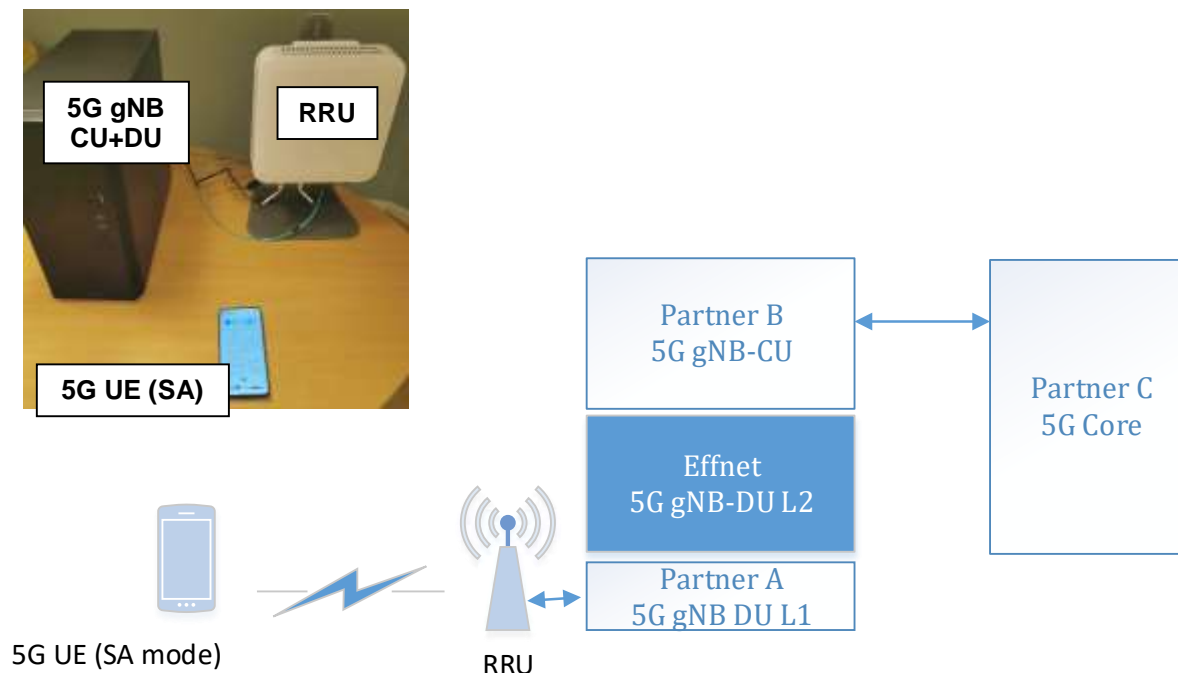 5G gNB
CU+DU
RRU
5G UE (SA)
Partner B
5G gNB-CU
Partner C
5G Core
Effnet
5G gNB-DU L2
Partner A
5G gNB DU L1
5G UE (SA mode)
RRU